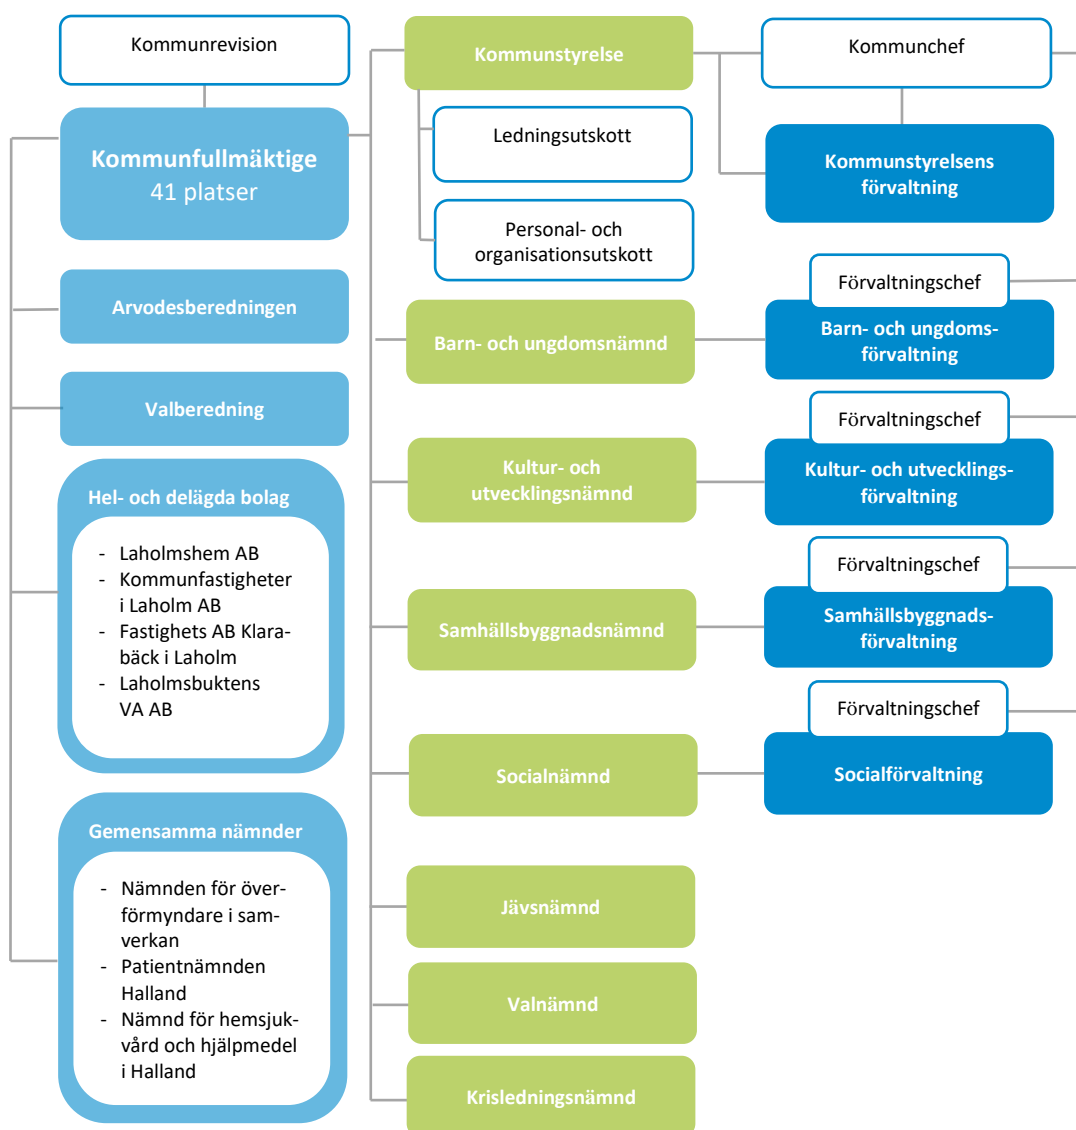 Kommunrevision
Kommunfullmäktige
41 platser
Arvodesberedningen
Valberedning
Hel- och delägda bolag
- Laholmshem AB
- Kommunfastigheter
i Laholm AB
- Fastighets AB Klara-
bäck i Laholm
- Laholmsbuktens
VA AB
Gemensamma nämnder
- Nämnden för över-
förmyndare i sam-
verkan
- Patientnämnden
Halland
- Nämnd för hemsjuk-
vård och hjälpmedel
i Halland
Kommunstyrelse
Ledningsutskott
Personal- och
organisationsutskott
Barn- och ungdomsnämnd
Kultur- och
utvecklingsnämnd
Samhällsbyggnadsnämnd
Socialnämnd
Jävsnämnd
Valnämnd
Krisledningsnämnd
Kommunchef
Kommunstyrelsens
förvaltning
Förvaltningschef
Barn- och ungdoms-
förvaltning
Förvaltningschef
Kultur- och utvecklings-
förvaltning
Förvaltningschef
Samhällsbyggnads-
förvaltning
Förvaltningschef
Socialförvaltning